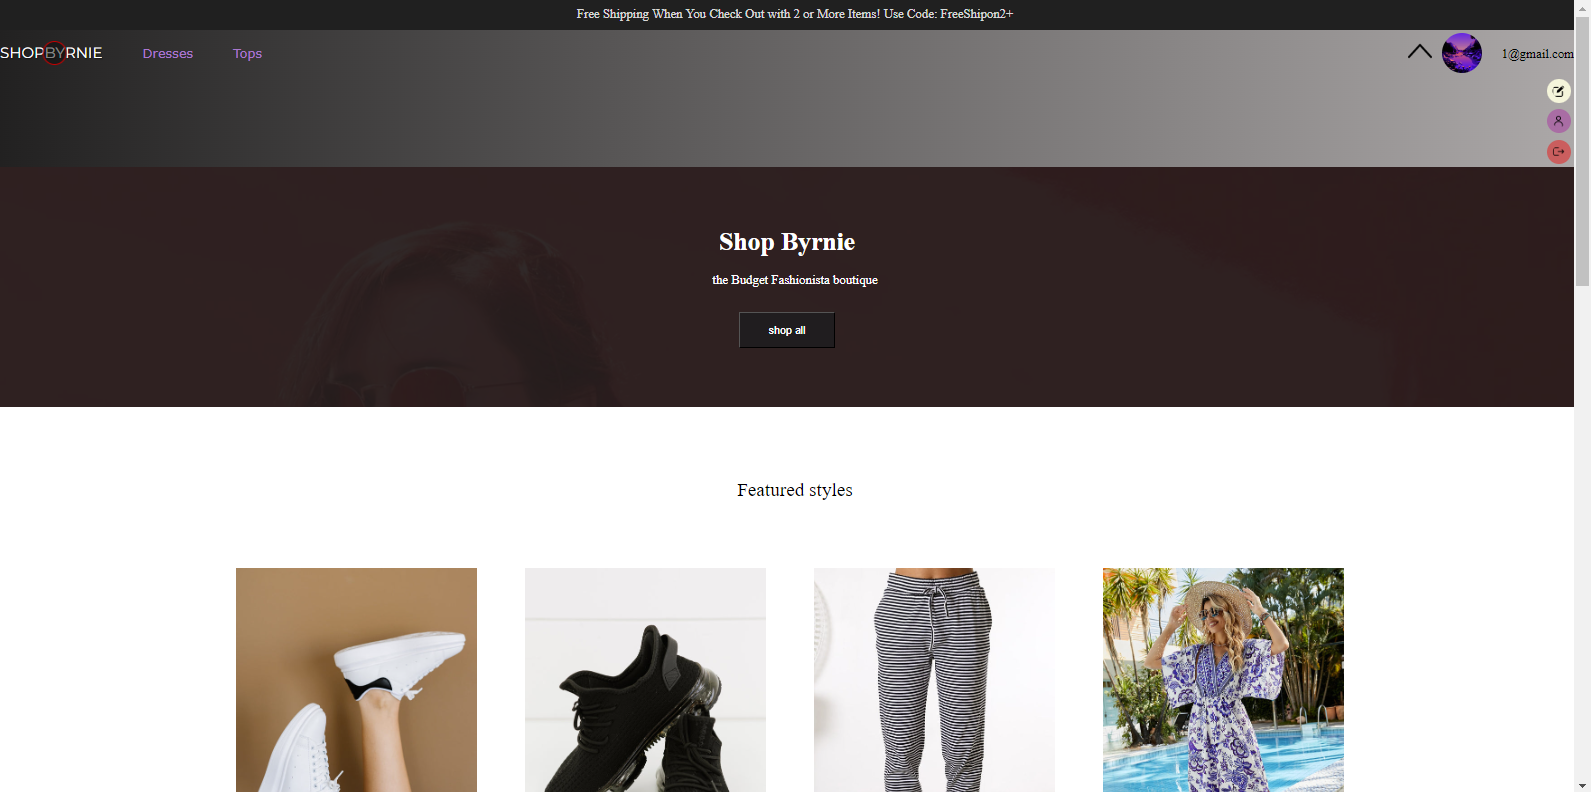 Free Shipping When You Check Out with 2 or More Items! Use Code: FreeShipon2+
SHOPBYRNIE Dresses Tops 1@gmail.com
Shop Byrnie
the Budget Fashionista boutique
shop all
Featured styles